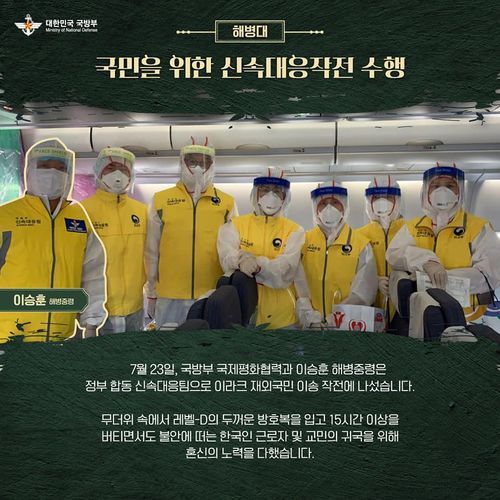 대한민국 국방부
Ministry of National Defense
해병대
국민을 위한 신속대응작전 수행
신속대응팀
이승훈 해병중령
7월 23일, 국방부 국제평화협력과 이승훈 해병중령은
정부 합동 신속대응팀으로 이라크 재외국민 이송 작전에 나섰습니다.
무더위 속에서 레벨-D의 두꺼운 방호복을 입고 15시간 이상을
버티면서도 불안에 떠는 한국인 근로자 및 교민의 귀국을 위해
혼신의 노력을 다했습니다.